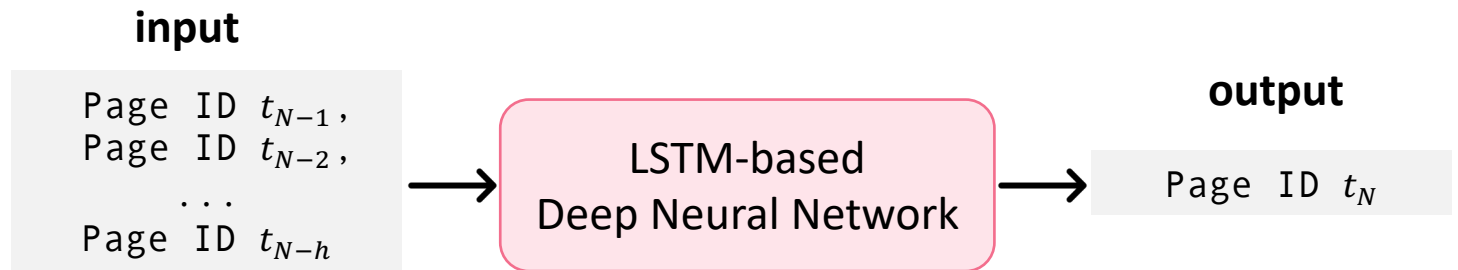 input
Page ID t_{N-1},
Page ID t_{N-2},
...
Page ID t_{N-h}
LSTM-based
Deep Neural Network
output
Page ID t_N